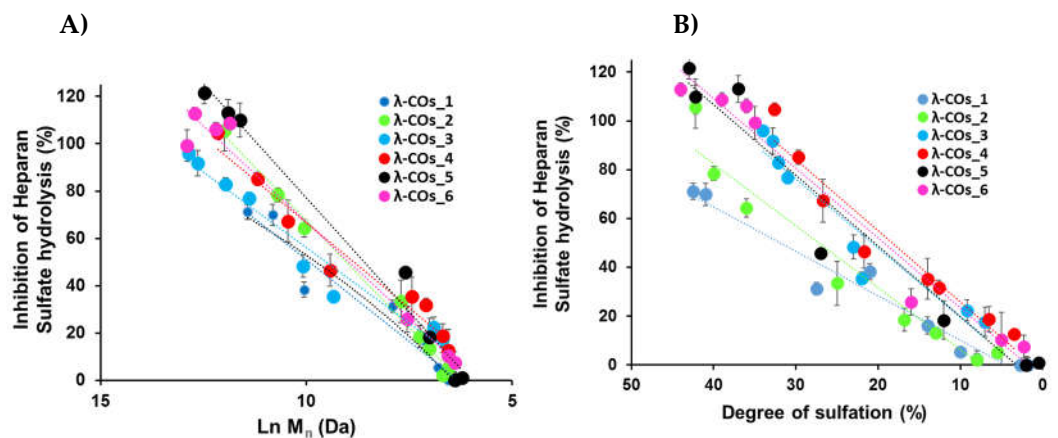 A)
B)
Inhibition of Heparan
Sulfate hydrolysis (%)
120
100
80
60
40
20
0
15
10
5
Ln Mn (Da)
λ-COs_1
λ-COs_2
λ-COs_3
λ-COs_4
λ-COs_5
λ-COs_6
Inhibition of Heparan
Sulfate hydrolysis (%)
120
100
80
60
40
20
0
50
40
30
20
10
0
Degree of sulfation (%)
λ-COs_1
λ-COs_2
λ-COs_3
λ-COs_4
λ-COs_5
λ-COs_6